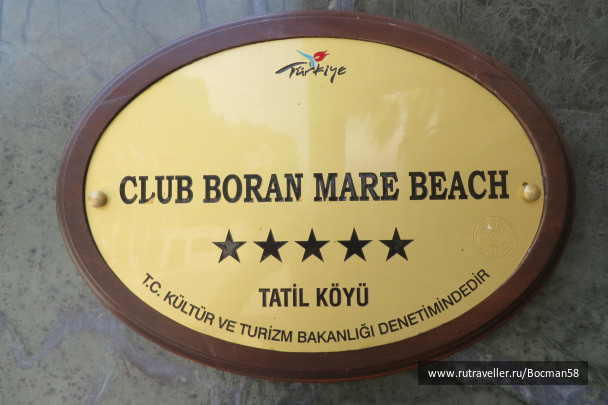 Türkiye
CLUB BORAN MARE BEACH
★★★★★
TATİL KÖYÜ
T.C. KÜLTÜR VE TURİZM BAKANLIĞI DENETİMİNDEDİR
www.rutraveller.ru/Bocman58